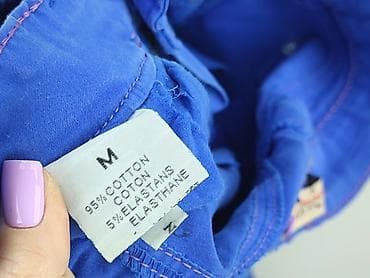 M
95% COTTON
COTON
5% ELASTANS
ELASTHANE